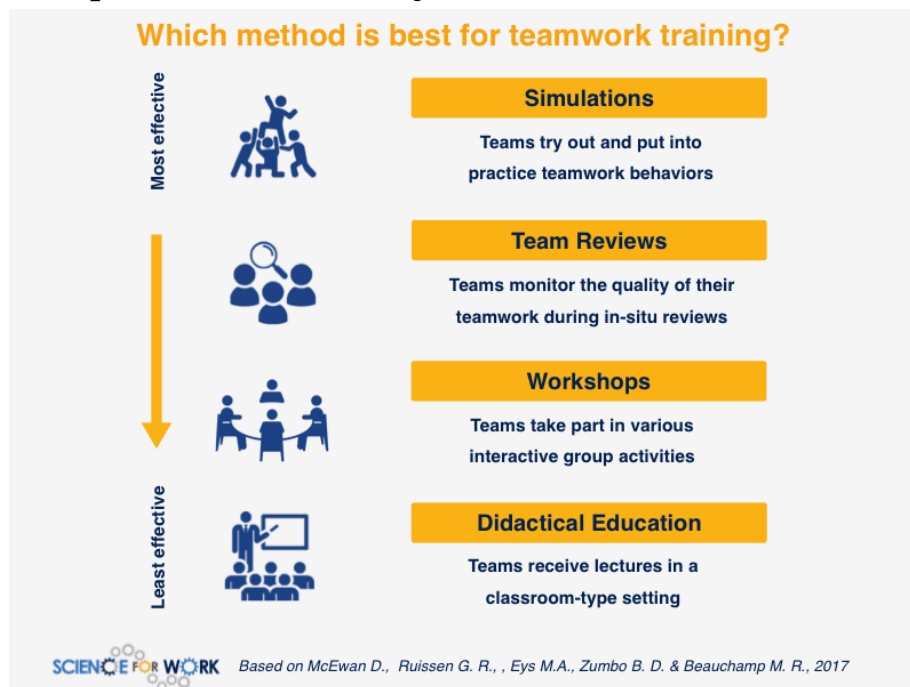 Which method is best for teamwork training?
Most effective
Simulations
Teams try out and put into
practice teamwork behaviors
Team Reviews
Teams monitor the quality of their
teamwork during in-situ reviews
Workshops
Teams take part in various
interactive group activities
Least effective
Didactical Education
Teams receive lectures in a
classroom-type setting
SCIENCE FOR WORK
Based on McEwan D., Ruissen G. R., , Eys M.A., Zumbo B. D. & Beauchamp M. R., 2017